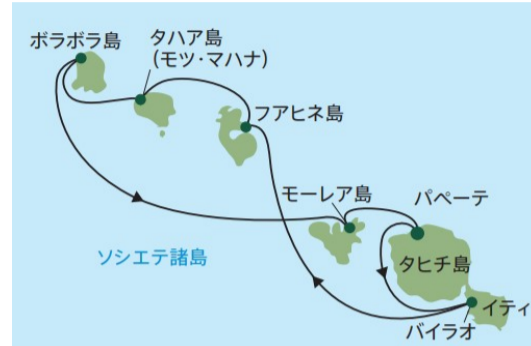 ボラボラ島
タハア島
(モツ・マハナ)
フアヒネ島
モーレア島
パペーテ
ソシエテ諸島
タヒチ島
イティ
バイラオ